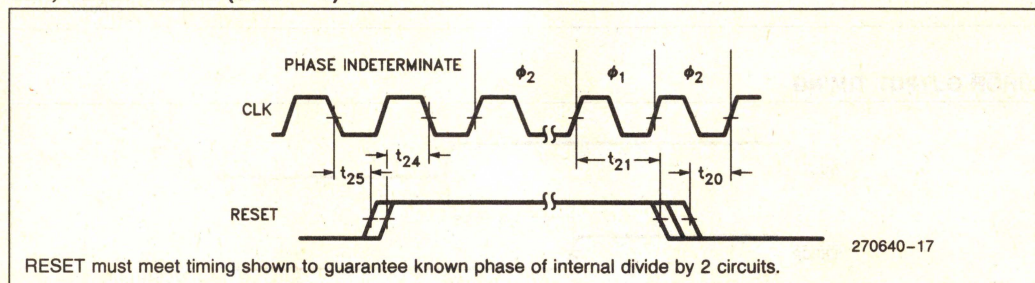 PHASE INDETERMINATE
φ2 φ1 φ2
CLK
t24 t21
t25 t20
RESET
270640–17
RESET must meet timing shown to guarantee known phase of internal divide by 2 circuits.